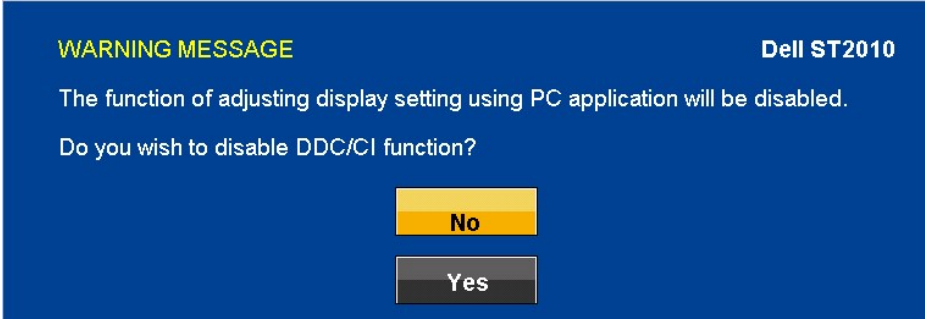 WARNING MESSAGE Dell ST2010
The function of adjusting display setting using PC application will be disabled.
Do you wish to disable DDC/CI function?
No
Yes